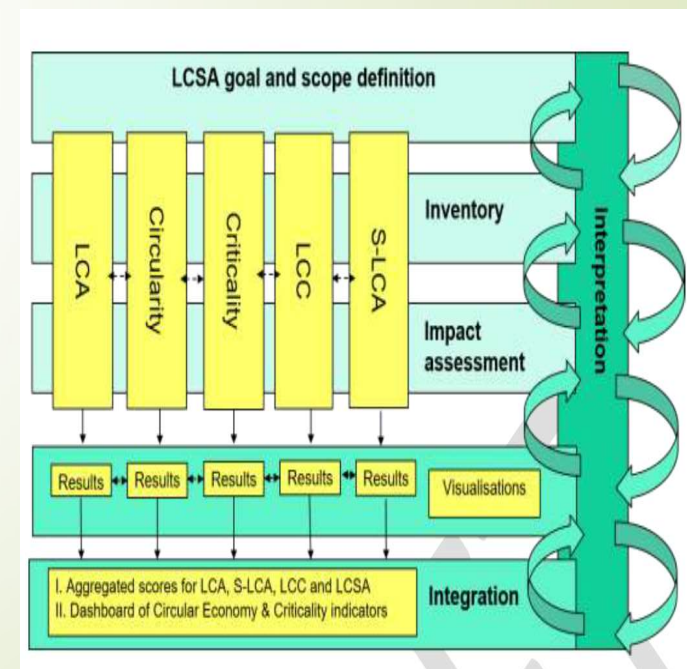 LCSA goal and scope definition
LCA
Circularity
Criticality
LCC
S-LCA
Inventory
Impact
assessment
Interpretation
Results
Results
Results
Results
Results
Visualisations
I. Aggregated scores for LCA, S-LCA, LCC and LCSA
II. Dashboard of Circular Economy & Criticality indicators
Integration